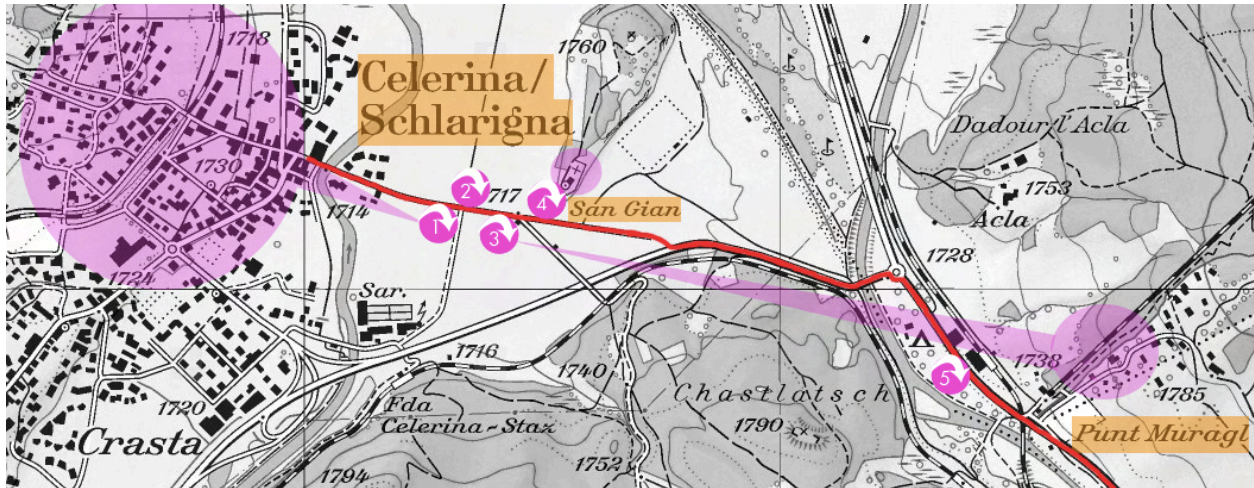 1718
1760
Celerina/
Schlarigna
Dadour l'Acla
1730
2
717
4
1753
1714
1
San Gian
Acla
3
1724
1728
Sar.
1716
1738
1740
5
1785
1720
Chastlatsch
Fda
Celerina-Staz
1790
Punt Muragl
Crasta
1752
1794